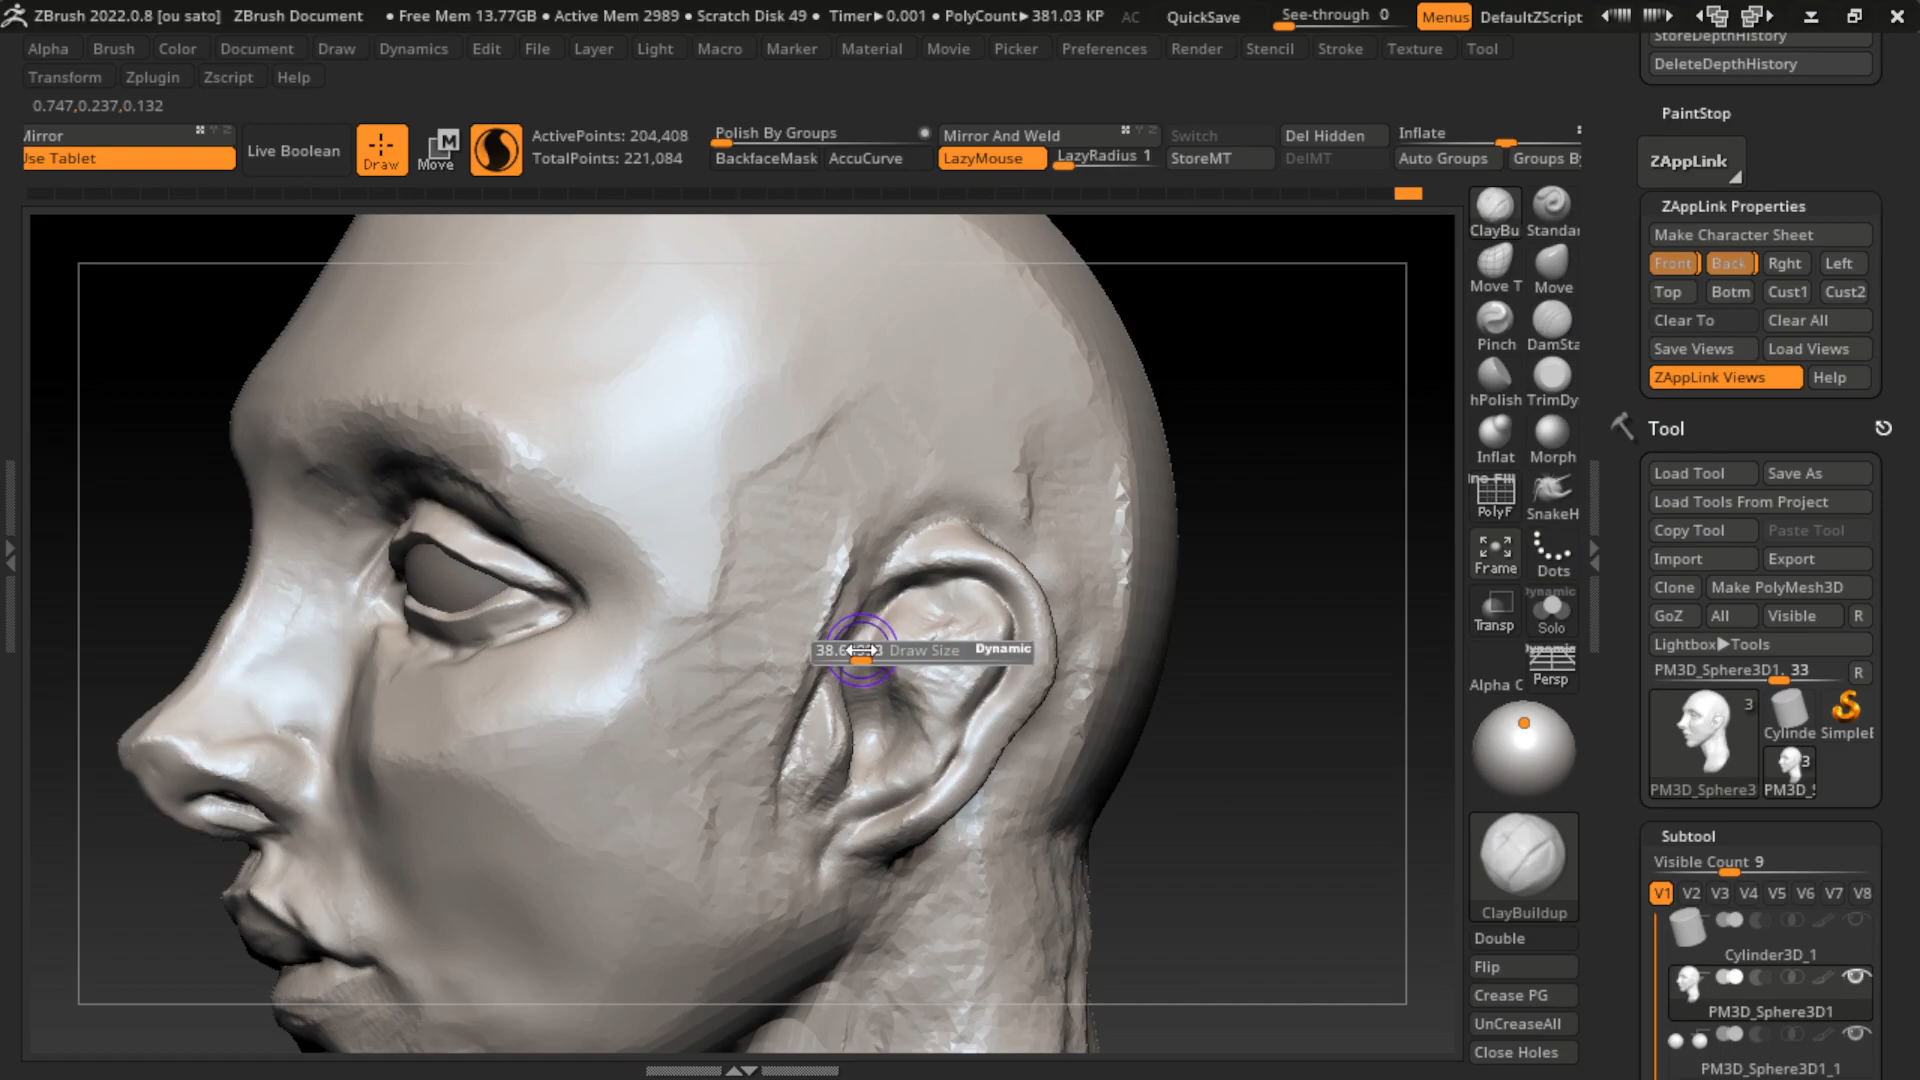 ZBrush 2022.0.8 [ou sato] ZBrush Document • Free Mem 13.77GB • Active Mem 2989 • Scratch Disk 49 • Timer▶0.001 • PolyCount▶381.03 KP AC QuickSave See-through 0 Menus DefaultZScript
Alpha Brush Color Document Draw Dynamics Edit File Layer Light Macro Marker Material Movie Picker Preferences Render Stencil Stroke Texture Tool
Transform Zplugin Zscript Help
0.747,0.237,0.132
Mirror
Use Tablet
Live Boolean
Draw
Move
ActivePoints: 204,408
TotalPoints: 221,084
Polish By Groups
BackfaceMask AccuCurve
Mirror And Weld
LazyMouse LazyRadius 1
Switch
StoreMT
Del Hidden
DelMT
Inflate
Auto Groups Groups By
Draw Size Dynamic
ClayBu Standar
Move T Move
Pinch DamSta
hPolish TrimDy
Inflat Morph
PolyF SnakeH
Frame Dots
Transp
Dynamic
Solo
Persp
Alpha C
ClayBuildup
Double
Flip
Crease PG
UnCreaseAll
Close Holes
StoreDepthHistory
DeleteDepthHistory
PaintStop
ZAppLink
ZAppLink Properties
Make Character Sheet
Front Back Rght Left
Top Botm Cust1 Cust2
Clear To Clear All
Save Views Load Views
ZAppLink Views Help
Tool
Load Tool Save As
Load Tools From Project
Copy Tool Paste Tool
Import Export
Clone Make PolyMesh3D
GoZ All Visible R
Lightbox▶Tools
PM3D_Sphere3D1. 33 R
3
Cylinde SimpleB
3
PM3D_Sphere3 PM3D_S
Subtool
Visible Count 9
V1 V2 V3 V4 V5 V6 V7 V8
Cylinder3D_1
PM3D_Sphere3D1
PM3D_Sphere3D1_1